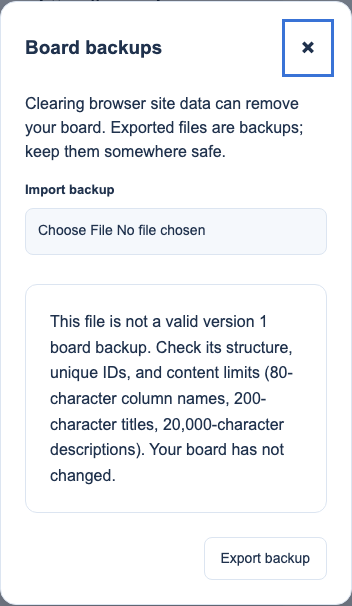 Board backups
×
Clearing browser site data can remove
your board. Exported files are backups;
keep them somewhere safe.
Import backup
Choose File No file chosen
This file is not a valid version 1
board backup. Check its structure,
unique IDs, and content limits (80-
character column names, 200-
character titles, 20,000-character
descriptions). Your board has not
changed.
Export backup